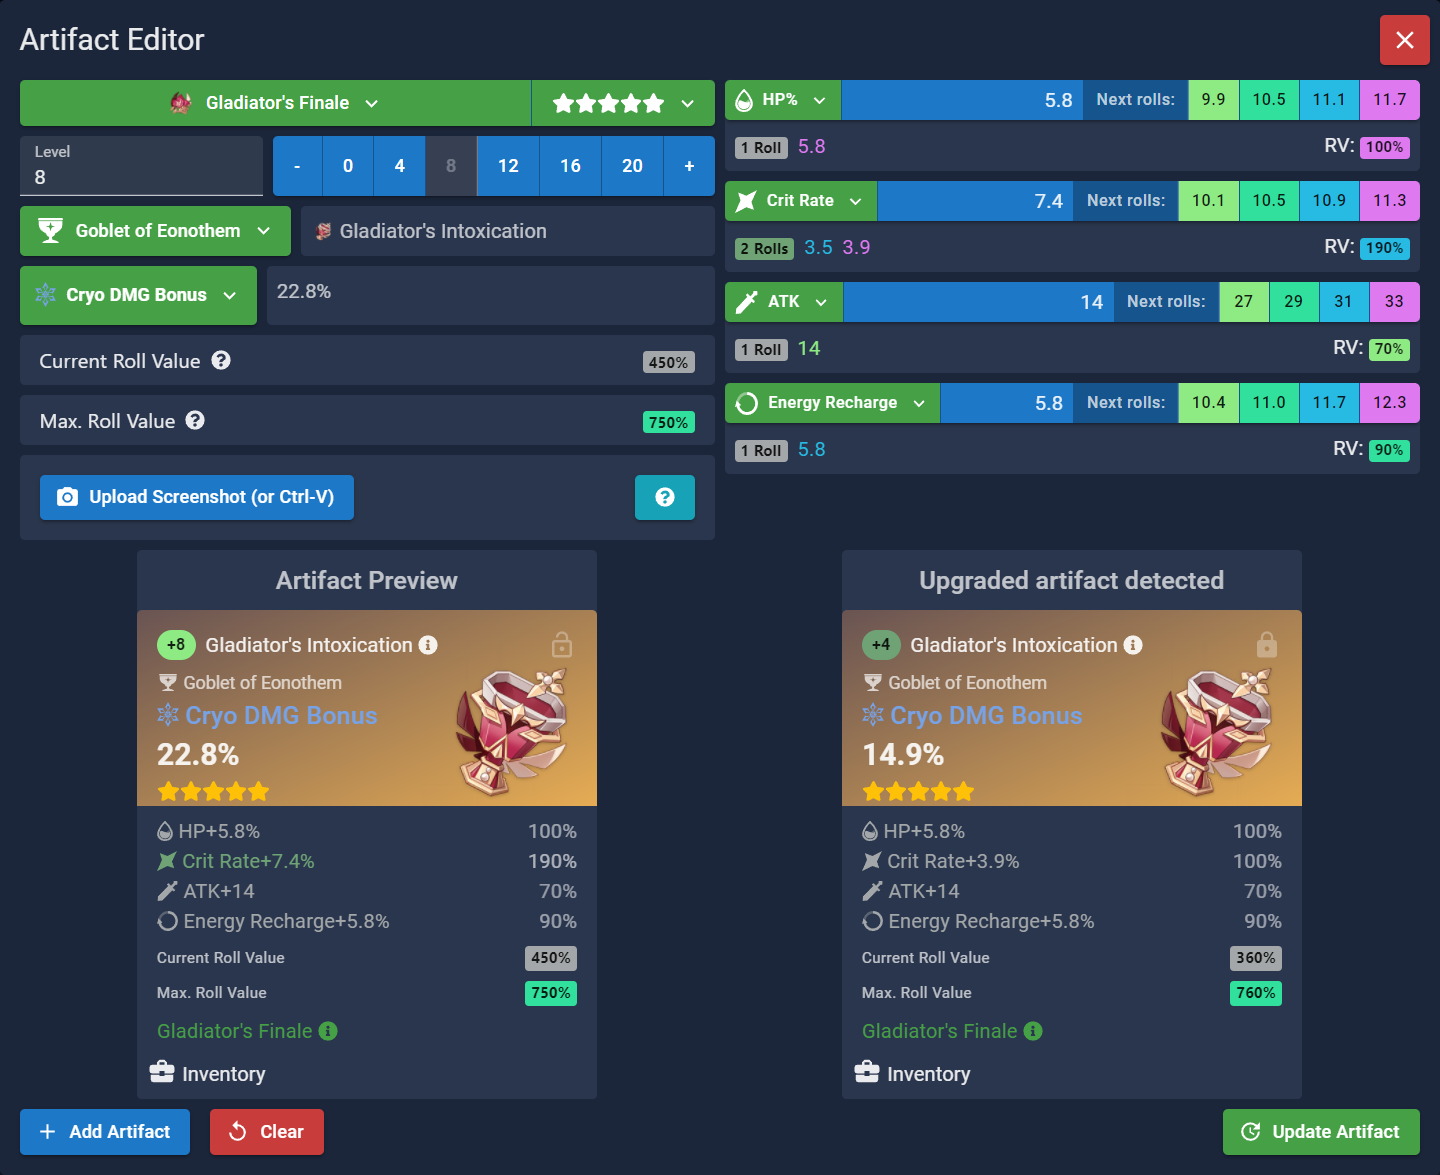 Artifact Editor
Gladiator's Finale
Level
8
- 0 4 8 12 16 20 +
Goblet of Eonothem
Gladiator's Intoxication
Cryo DMG Bonus
22.8%
Current Roll Value
450%
Max. Roll Value
750%
Upload Screenshot (or Ctrl-V)
HP% 5.8 Next rolls: 9.9 10.5 11.1 11.7
1 Roll 5.8 RV: 100%
Crit Rate 7.4 Next rolls: 10.1 10.5 10.9 11.3
2 Rolls 3.5 3.9 RV: 190%
ATK 14 Next rolls: 27 29 31 33
1 Roll 14 RV: 70%
Energy Recharge 5.8 Next rolls: 10.4 11.0 11.7 12.3
1 Roll 5.8 RV: 90%
Artifact Preview
+8 Gladiator's Intoxication
Goblet of Eonothem
Cryo DMG Bonus
22.8%
HP+5.8% 100%
Crit Rate+7.4% 190%
ATK+14 70%
Energy Recharge+5.8% 90%
Current Roll Value 450%
Max. Roll Value 750%
Gladiator's Finale
Inventory
Upgraded artifact detected
+4 Gladiator's Intoxication
Goblet of Eonothem
Cryo DMG Bonus
14.9%
HP+5.8% 100%
Crit Rate+3.9% 100%
ATK+14 70%
Energy Recharge+5.8% 90%
Current Roll Value 360%
Max. Roll Value 760%
Gladiator's Finale
Inventory
Add Artifact
Clear
Update Artifact